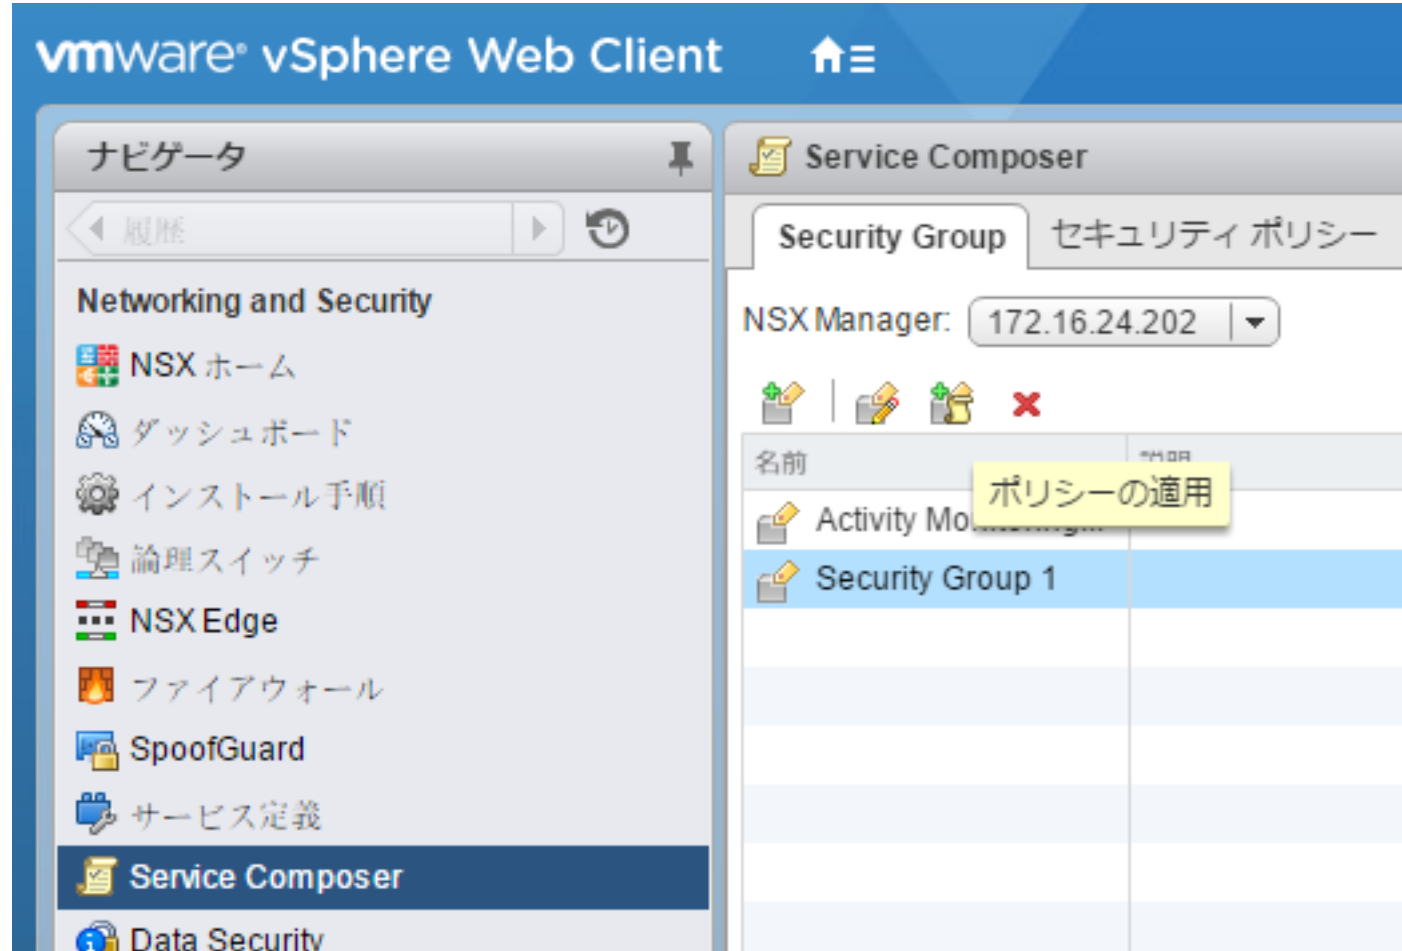 vmware® vSphere Web Client
ナビゲータ
履歴
Networking and Security
NSX ホーム
ダッシュボード
インストール手順
論理スイッチ
NSX Edge
ファイアウォール
SpoofGuard
サービス定義
Service Composer
Data Security
Service Composer
Security Group セキュリティ ポリシー
NSX Manager: 172.16.24.202
名前 説明
ポリシーの適用
Activity Monitoring...
Security Group 1